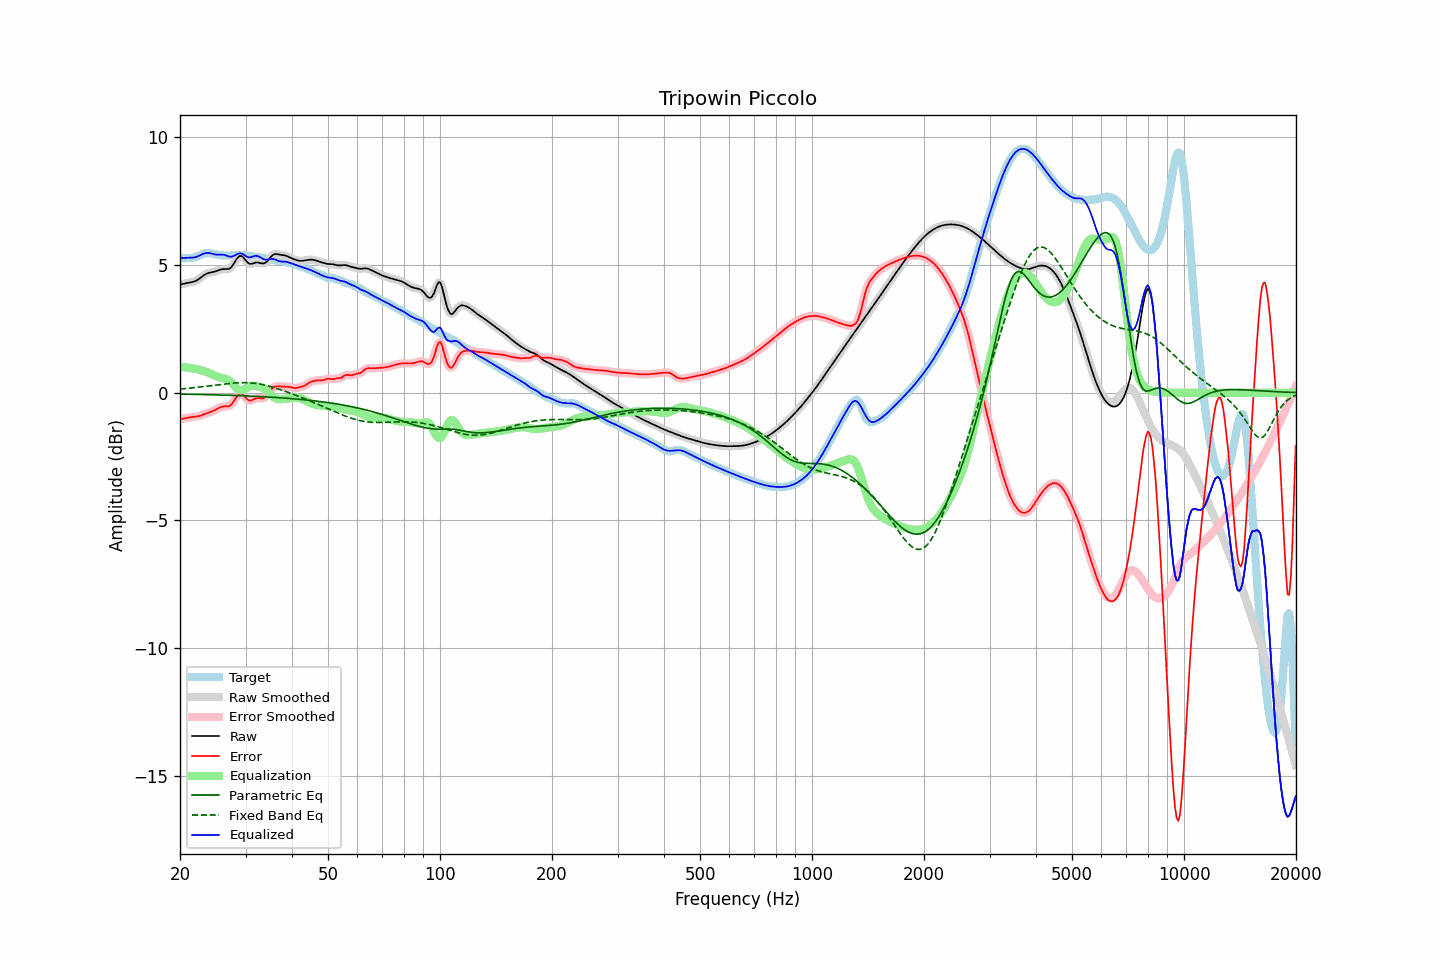 Tripowin Piccolo
10
5
0
−5
−10
−15
Amplitude (dBr)
Target
Raw Smoothed
Error Smoothed
Raw
Error
Equalization
Parametric Eq
Fixed Band Eq
Equalized
20 50 100 200 500 1000 2000 5000 10000 20000
Frequency (Hz)